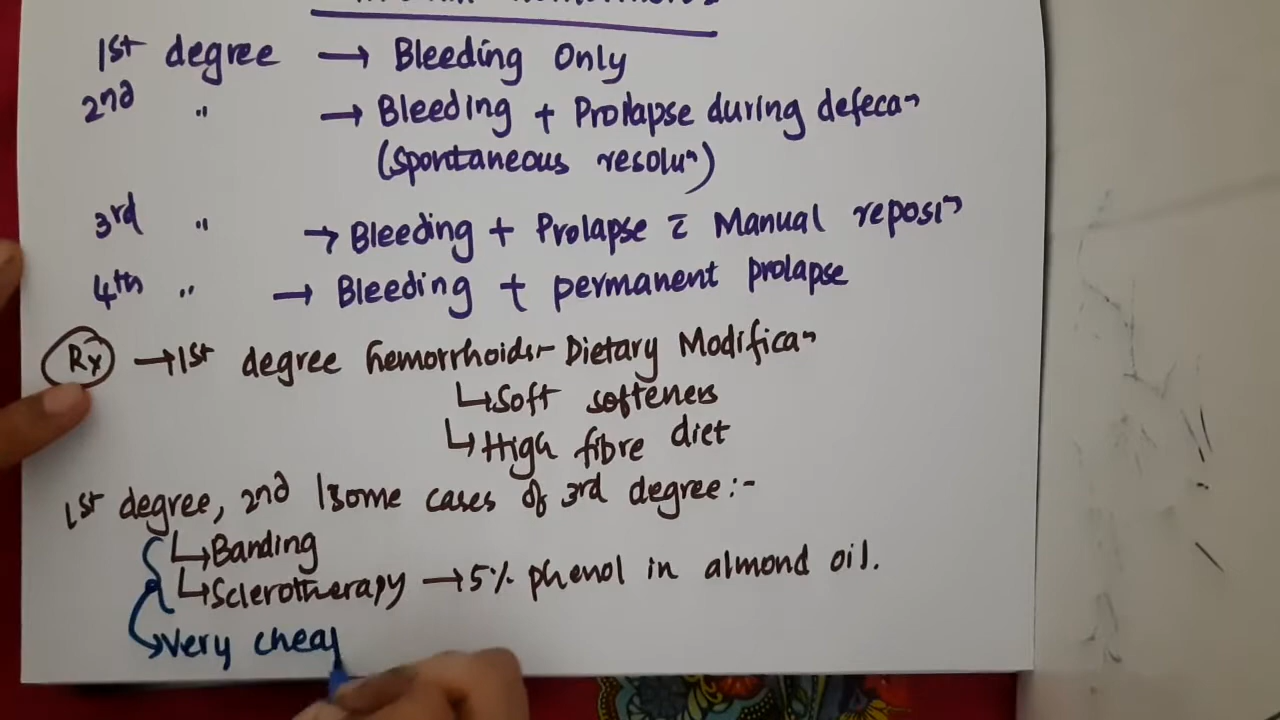 1st degree → Bleeding Only
2nd " → Bleeding + Prolapse during defecaⁿ
(Spontaneous resoluⁿ)
3rd " → Bleeding + Prolapse c̄ Manual reposiⁿ
4th " → Bleeding + permanent prolapse
Rx → 1st degree hemorrhoids:- Dietary Modificaⁿ
↳ Soft softeners
↳ High fibre diet
1st degree, 2nd | some cases of 3rd degree:-
↳ Banding
↳ Sclerotherapy → 5% phenol in almond oil.
↳ Very cheap